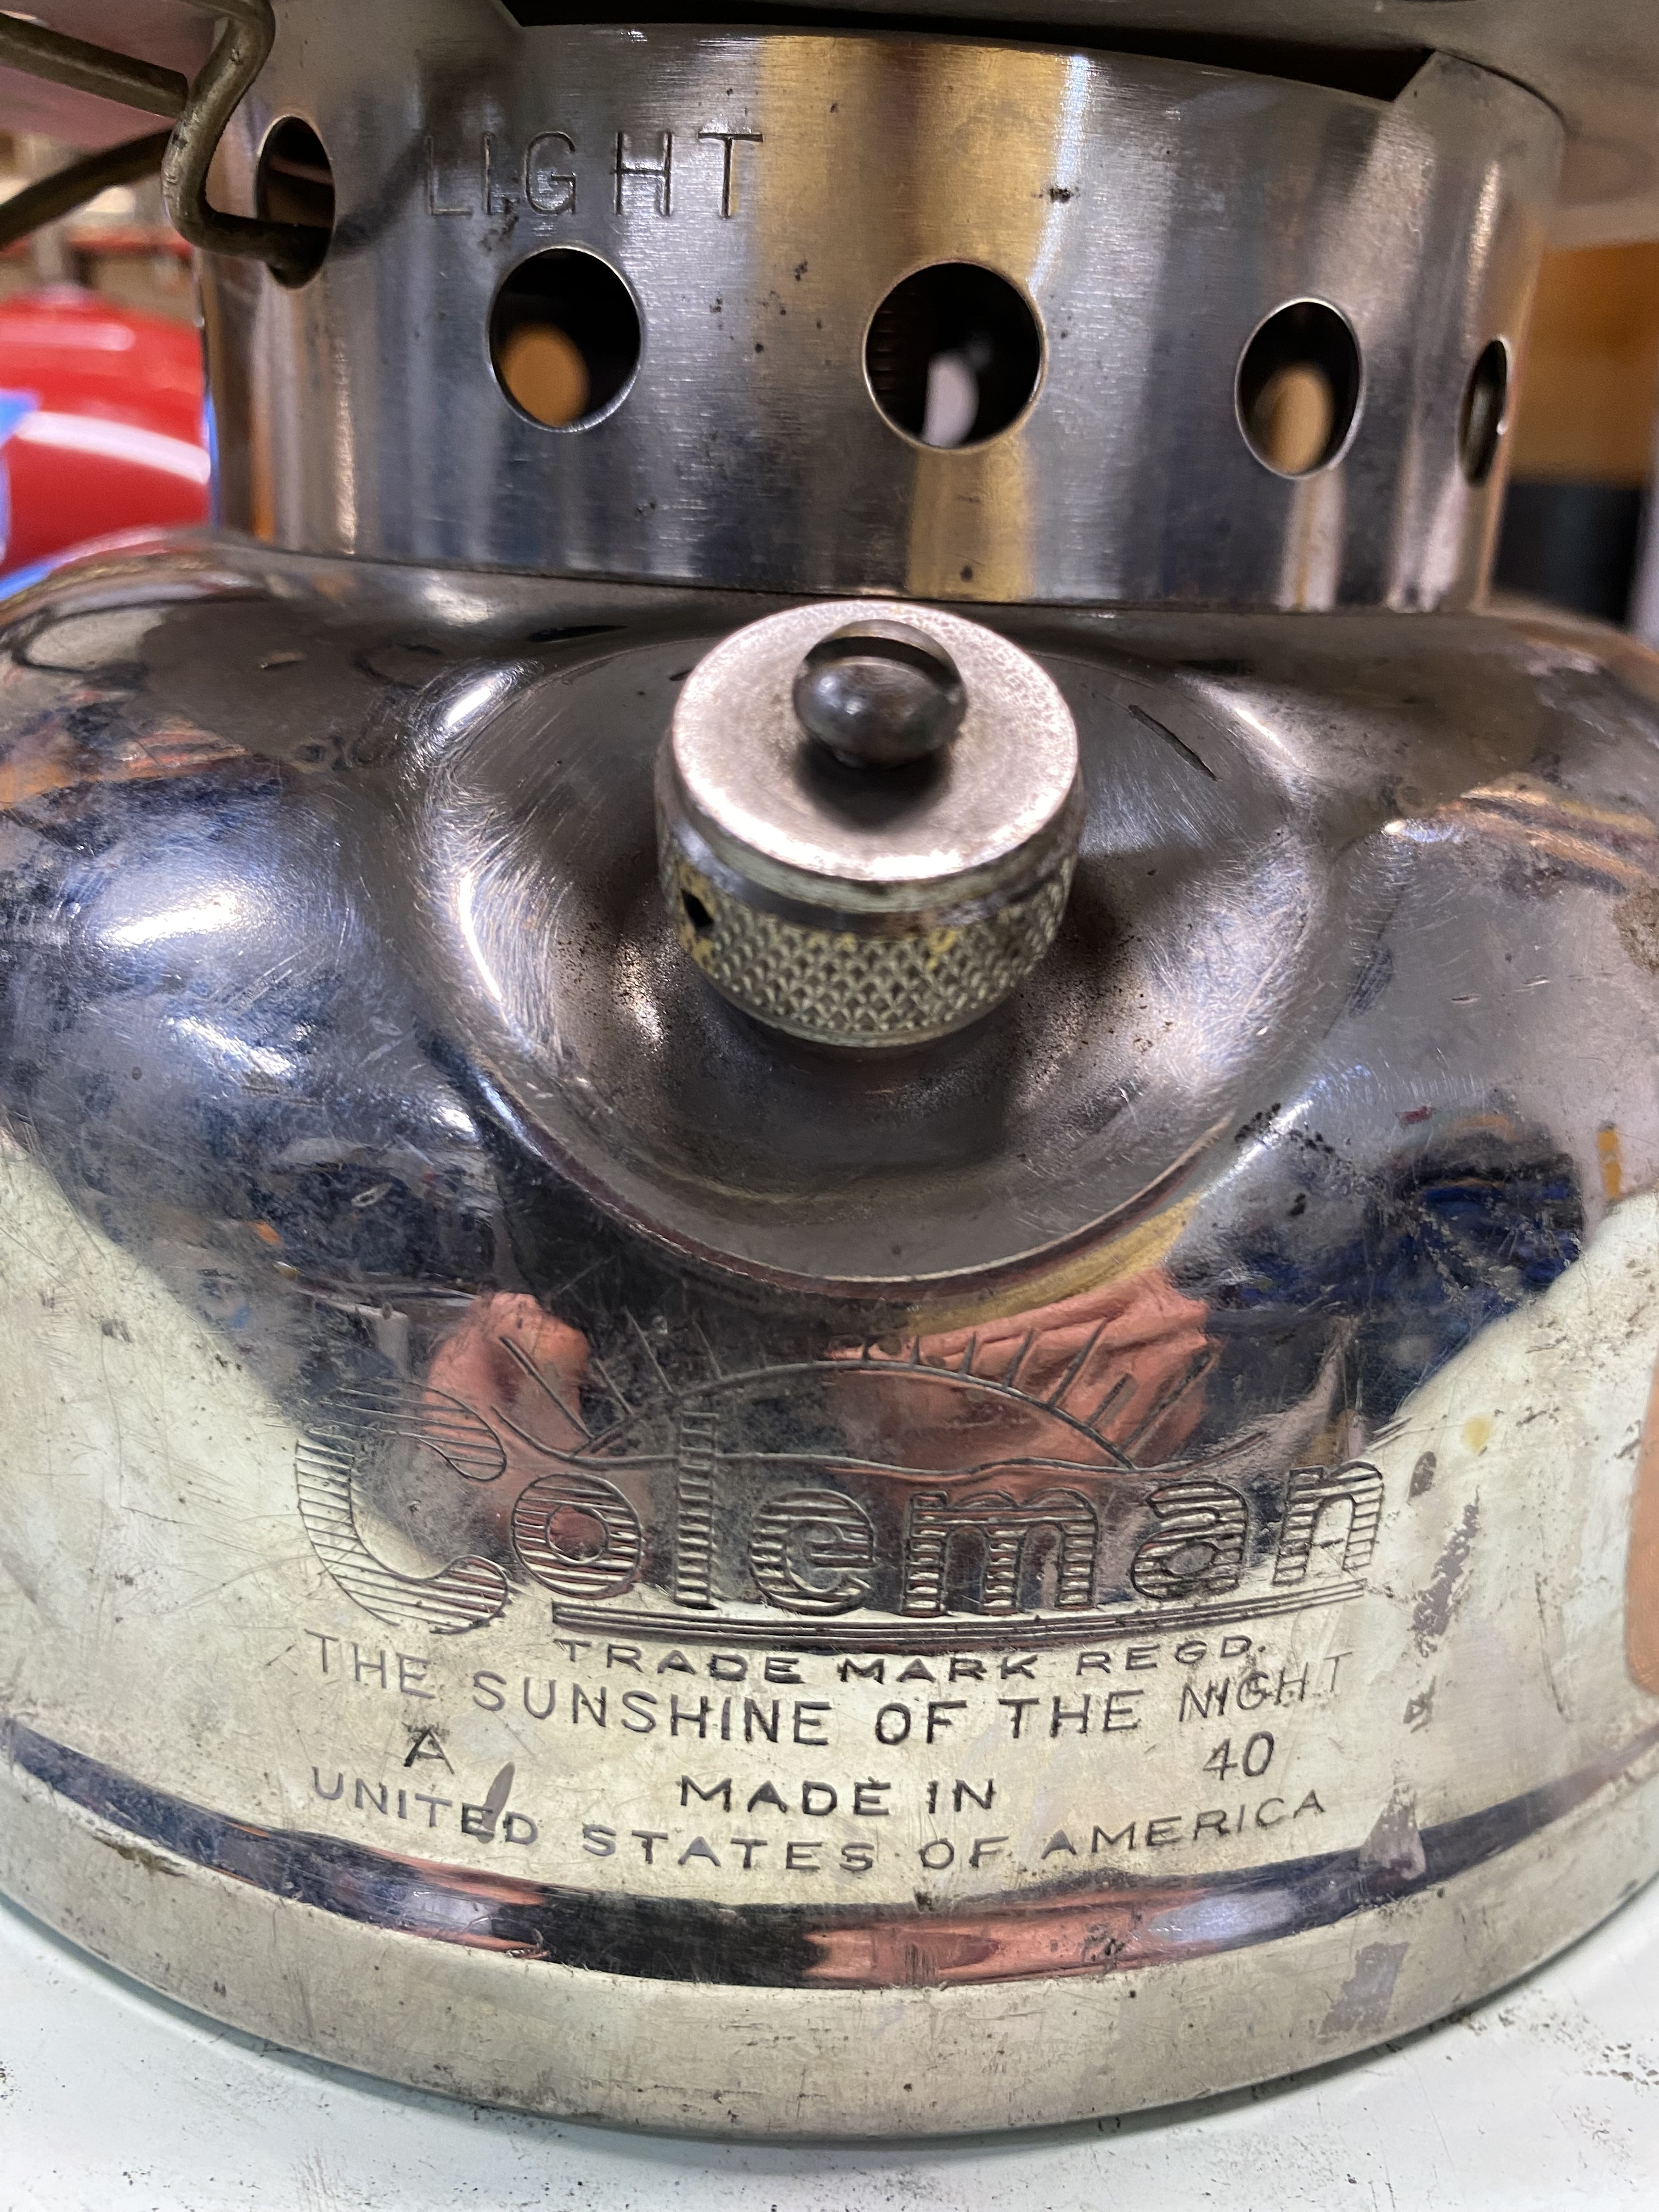 LIGHT
Coleman
TRADE MARK REGD.
THE SUNSHINE OF THE NIGHT
A 40
MADE IN
UNITED STATES OF AMERICA